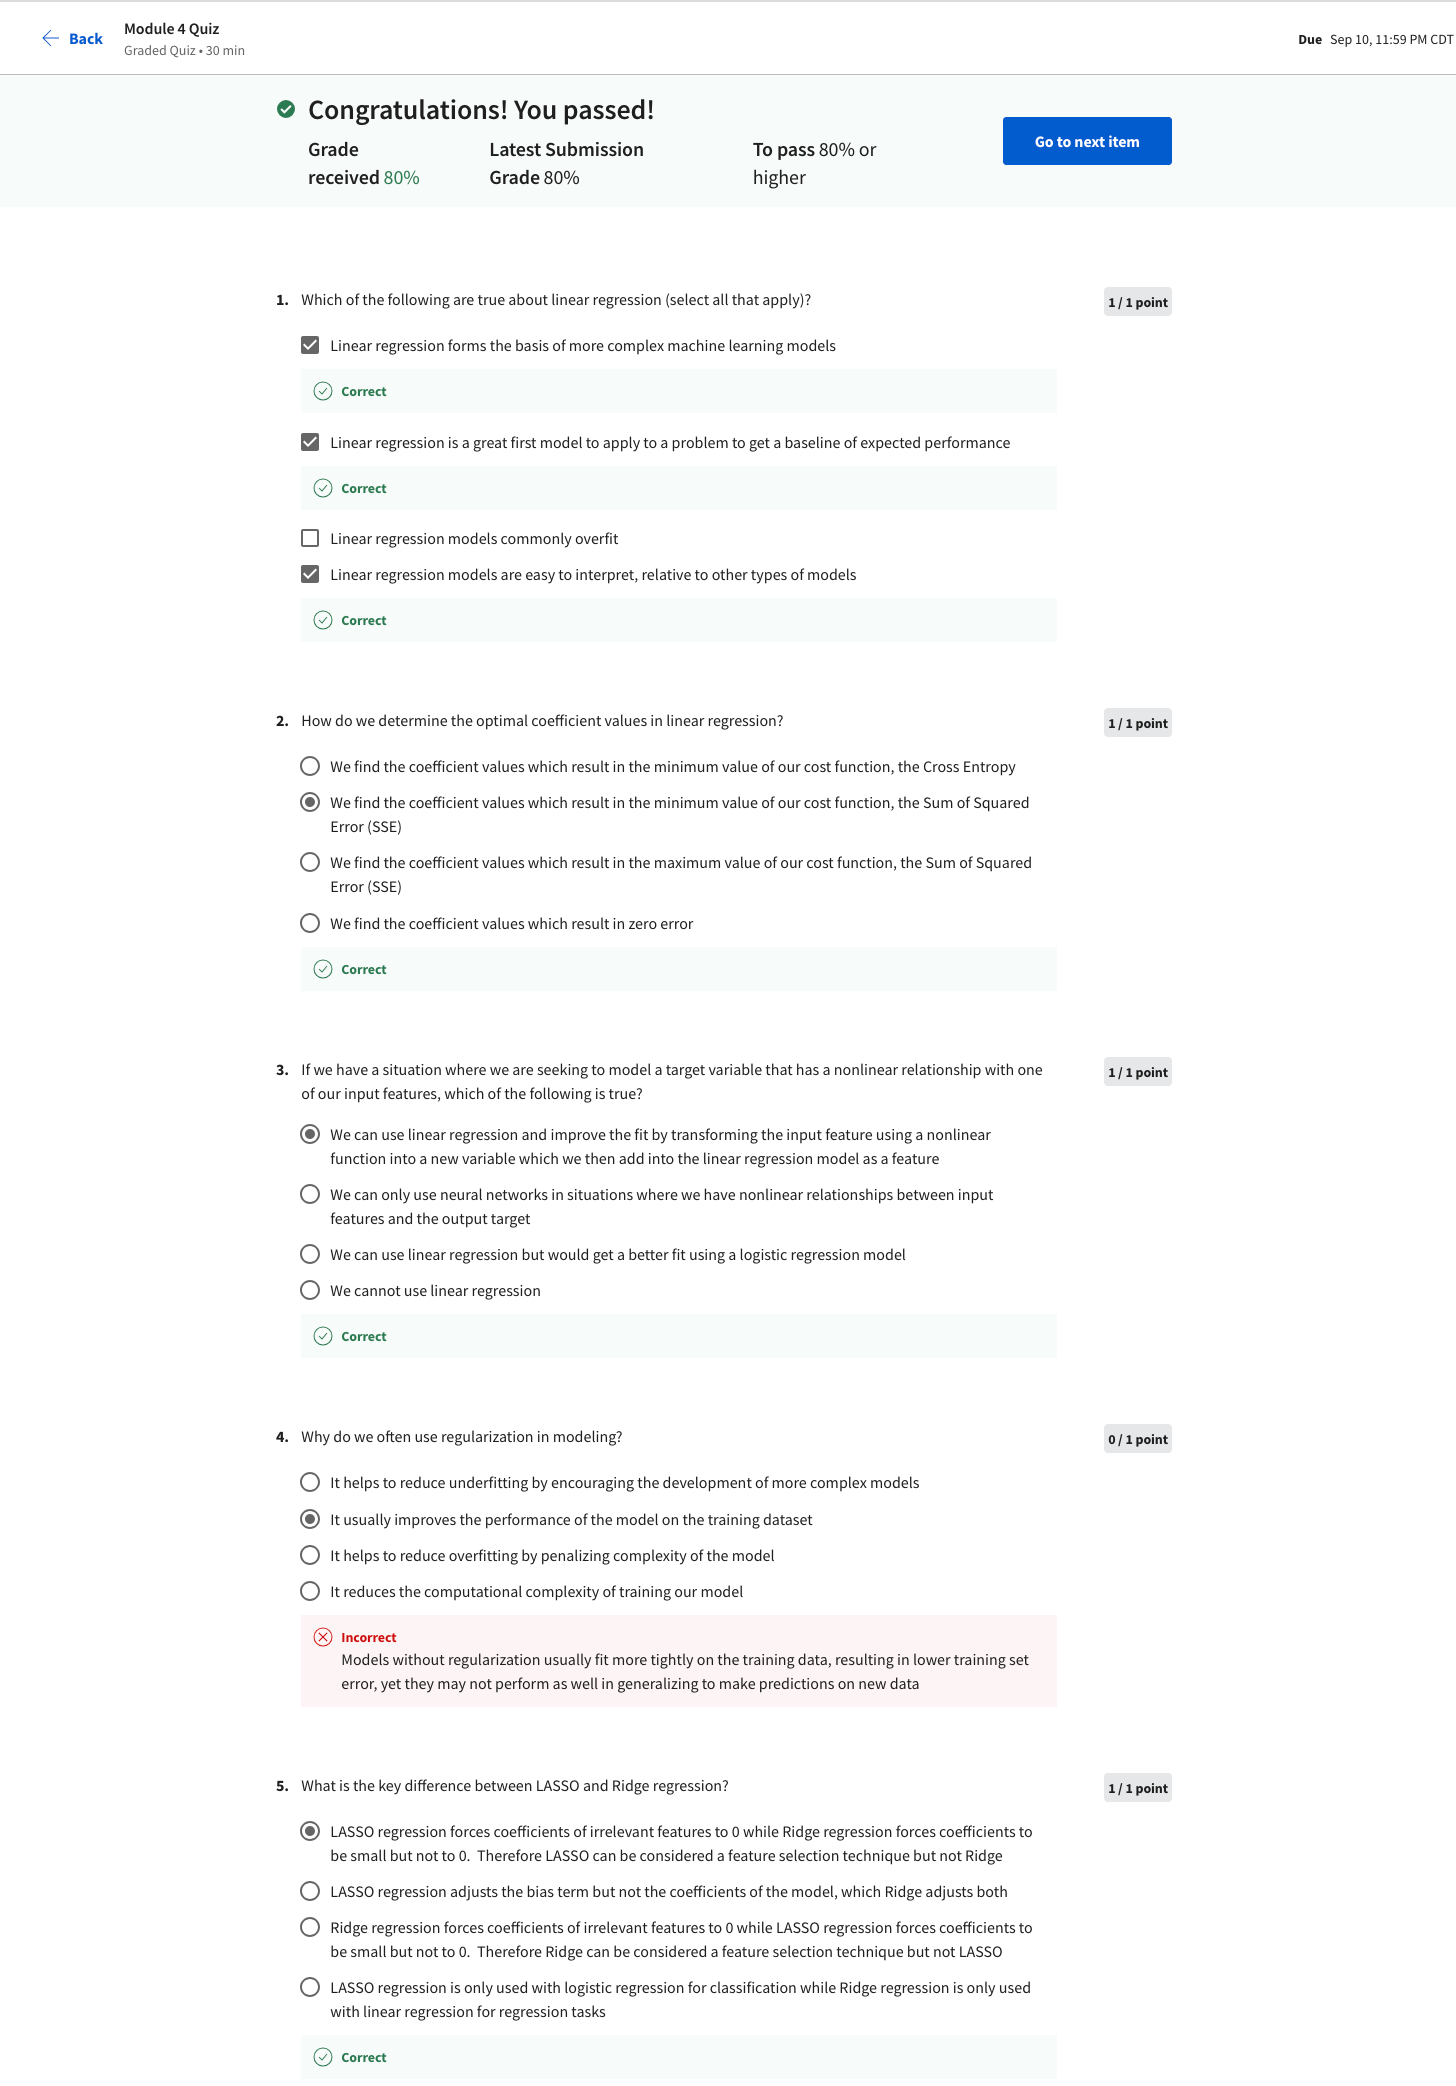 Back
Module 4 Quiz
Graded Quiz • 30 min
Due Sep 10, 11:59 PM CDT
Congratulations! You passed!
Grade received 80%
Latest Submission Grade 80%
To pass 80% or higher
Go to next item
1. Which of the following are true about linear regression (select all that apply)?
1 / 1 point
Linear regression forms the basis of more complex machine learning models
Correct
Linear regression is a great first model to apply to a problem to get a baseline of expected performance
Correct
Linear regression models commonly overfit
Linear regression models are easy to interpret, relative to other types of models
Correct
2. How do we determine the optimal coefficient values in linear regression?
1 / 1 point
We find the coefficient values which result in the minimum value of our cost function, the Cross Entropy
We find the coefficient values which result in the minimum value of our cost function, the Sum of Squared
Error (SSE)
We find the coefficient values which result in the maximum value of our cost function, the Sum of Squared
Error (SSE)
We find the coefficient values which result in zero error
Correct
3. If we have a situation where we are seeking to model a target variable that has a nonlinear relationship with one
of our input features, which of the following is true?
1 / 1 point
We can use linear regression and improve the fit by transforming the input feature using a nonlinear
function into a new variable which we then add into the linear regression model as a feature
We can only use neural networks in situations where we have nonlinear relationships between input
features and the output target
We can use linear regression but would get a better fit using a logistic regression model
We cannot use linear regression
Correct
4. Why do we often use regularization in modeling?
0 / 1 point
It helps to reduce underfitting by encouraging the development of more complex models
It usually improves the performance of the model on the training dataset
It helps to reduce overfitting by penalizing complexity of the model
It reduces the computational complexity of training our model
Incorrect
Models without regularization usually fit more tightly on the training data, resulting in lower training set
error, yet they may not perform as well in generalizing to make predictions on new data
5. What is the key difference between LASSO and Ridge regression?
1 / 1 point
LASSO regression forces coefficients of irrelevant features to 0 while Ridge regression forces coefficients to
be small but not to 0. Therefore LASSO can be considered a feature selection technique but not Ridge
LASSO regression adjusts the bias term but not the coefficients of the model, which Ridge adjusts both
Ridge regression forces coefficients of irrelevant features to 0 while LASSO regression forces coefficients to
be small but not to 0. Therefore Ridge can be considered a feature selection technique but not LASSO
LASSO regression is only used with logistic regression for classification while Ridge regression is only used
with linear regression for regression tasks
Correct